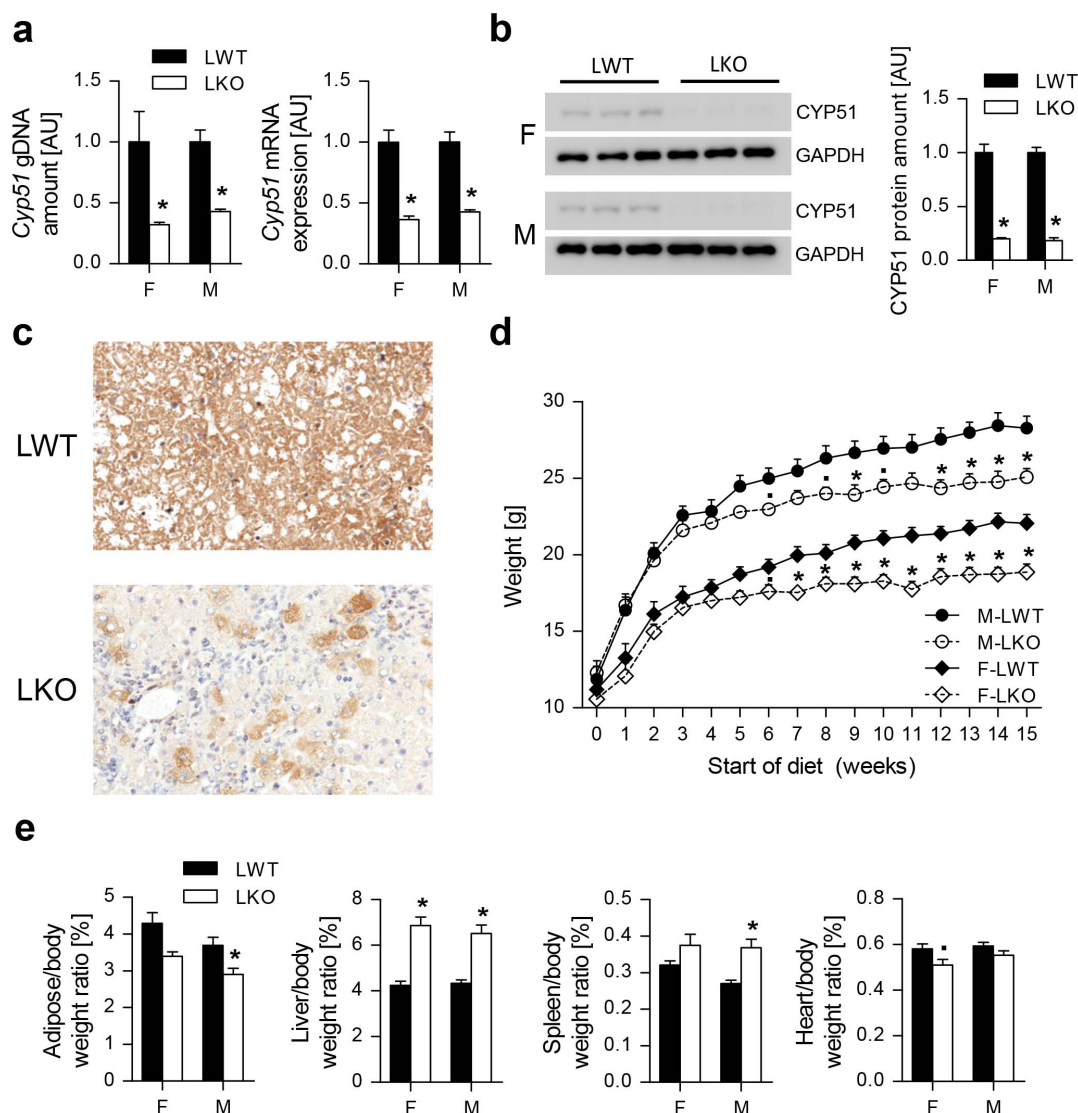 a
LWT
LKO
Cyp51 gDNA
amount [AU]
1.5
1.0
0.5
0.0
*
*
F
M
Cyp51 mRNA
expression [AU]
1.5
1.0
0.5
0.0
*
*
F
M
b
LWT
LKO
F
CYP51
GAPDH
M
CYP51
GAPDH
LWT
LKO
CYP51 protein amount [AU]
1.5
1.0
0.5
0.0
*
*
F
M
c
LWT
LKO
d
Weight [g]
30
25
20
15
10
* * * * * *
* * * * * * * * *
M-LWT
M-LKO
F-LWT
F-LKO
0 1 2 3 4 5 6 7 8 9 10 11 12 13 14 15
Start of diet (weeks)
e
LWT
LKO
Adipose/body
weight ratio [%]
5
4
3
2
1
0
*
F
M
Liver/body
weight ratio [%]
8
6
4
2
0
*
*
F
M
Spleen/body
weight ratio [%]
0.5
0.4
0.3
0.2
0.1
0.0
*
F
M
Heart/body
weight ratio [%]
0.8
0.6
0.4
0.2
0.0
F
M